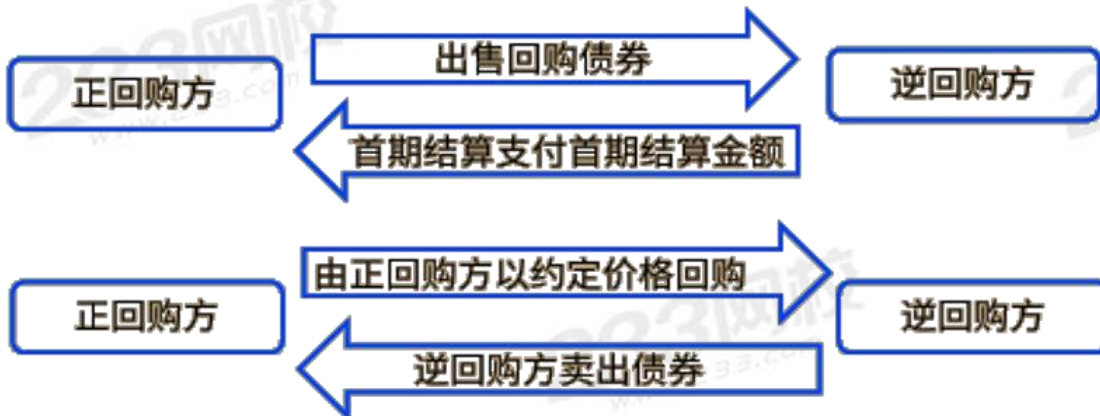 出售回购债券
正回购方
逆回购方
首期结算支付首期结算金额
由正回购方以约定价格回购
正回购方
逆回购方
逆回购方卖出债券